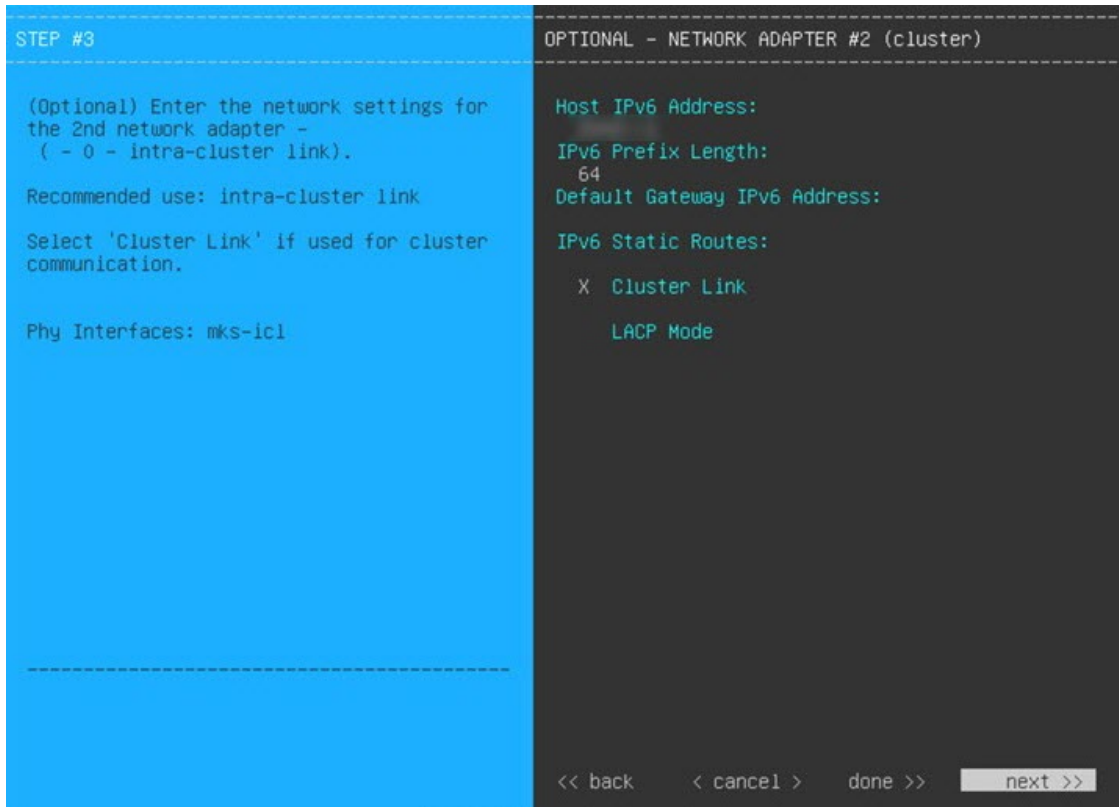 STEP #3
(Optional) Enter the network settings for
the 2nd network adapter -
( - 0 - intra-cluster link).
Recommended use: intra-cluster link
Select 'Cluster Link' if used for cluster
communication.
Phy Interfaces: mks-icl
OPTIONAL - NETWORK ADAPTER #2 (cluster)
Host IPv6 Address:
IPv6 Prefix Length:
64
Default Gateway IPv6 Address:
IPv6 Static Routes:
X Cluster Link
LACP Mode
<< back < cancel > done >> next >>